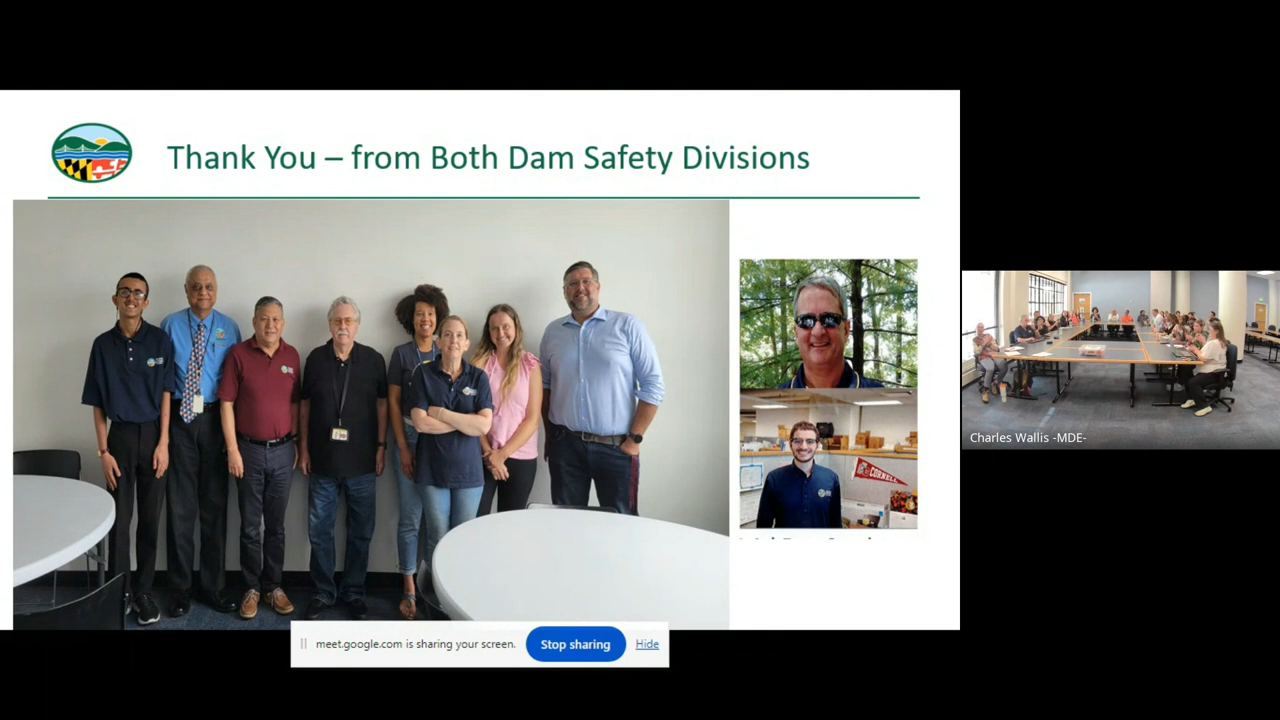 Thank You – from Both Dam Safety Divisions
CORNELL
meet.google.com is sharing your screen.
Stop sharing
Hide
Charles Wallis -MDE-